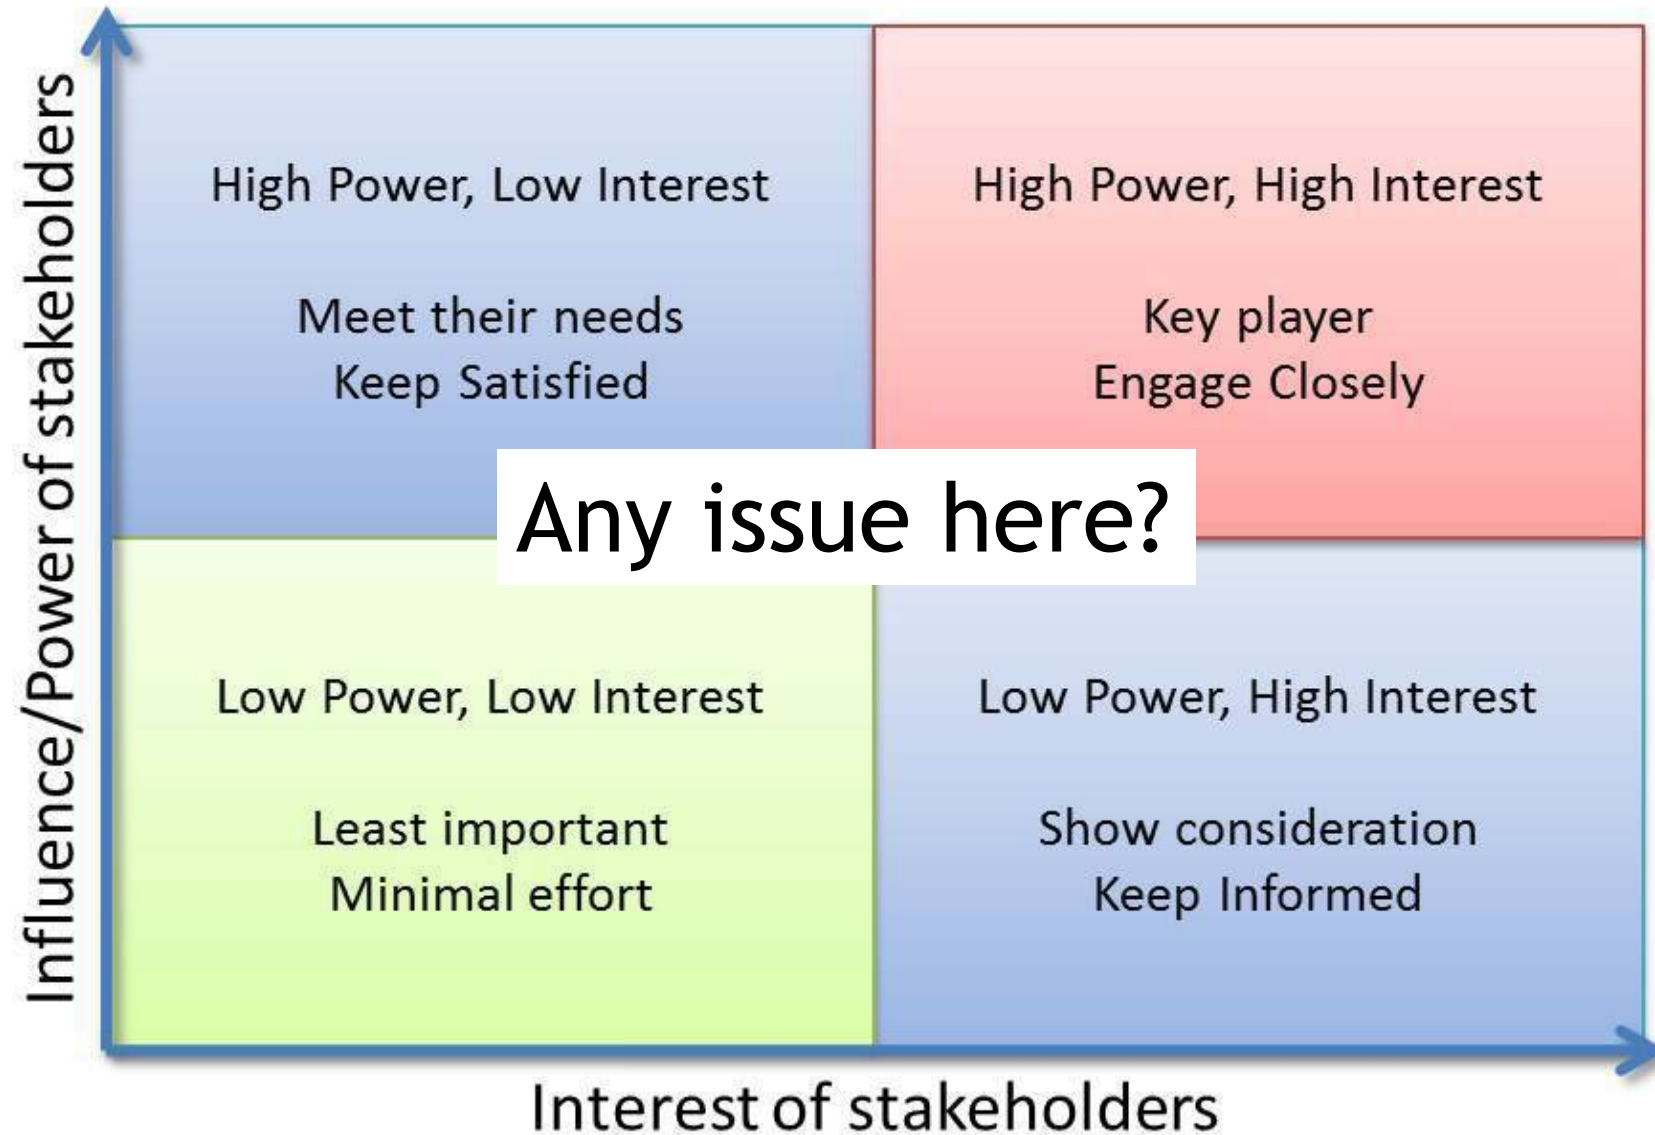 Influence/Power of stakeholders
High Power, Low Interest
Meet their needs
Keep Satisfied
High Power, High Interest
Key player
Engage Closely
Any issue here?
Low Power, Low Interest
Least important
Minimal effort
Low Power, High Interest
Show consideration
Keep Informed
Interest of stakeholders